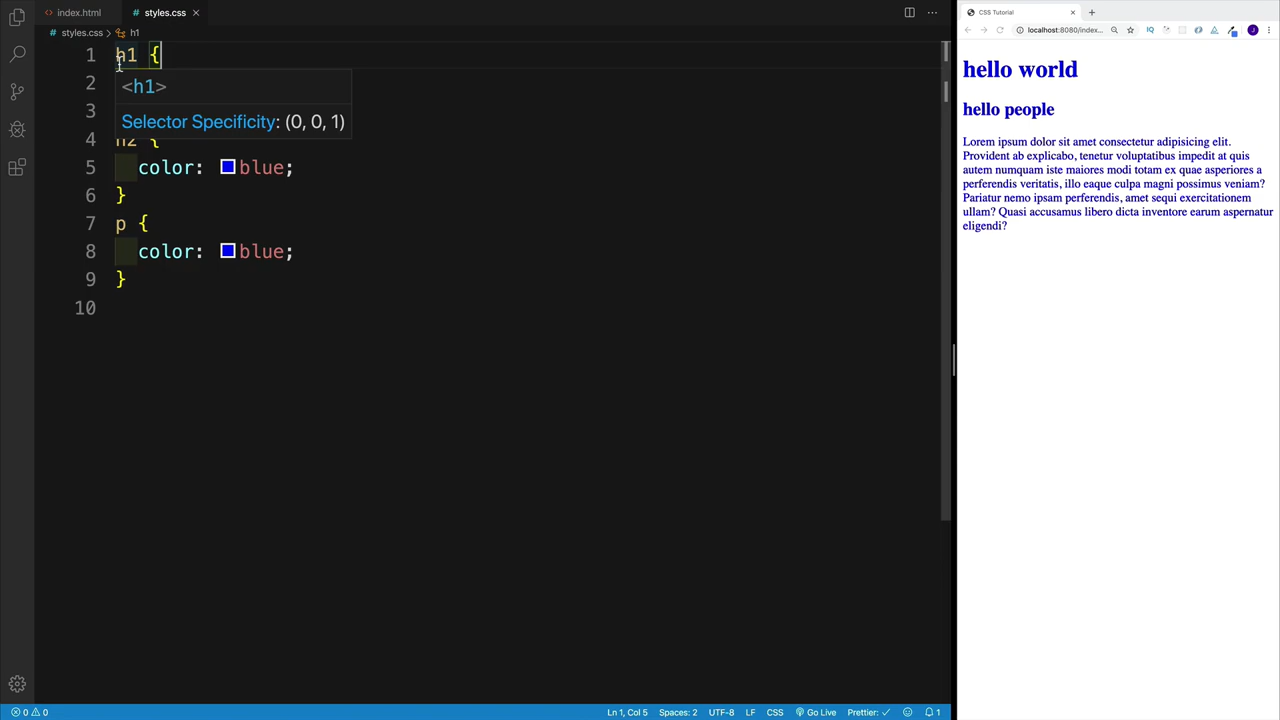 index.html
styles.css
styles.css > h1
1 h1 {
<h1>
Selector Specificity: (0, 0, 1)
2
3
4 h2 {
5 color: blue;
6 }
7 p {
8 color: blue;
9 }
10
0 0
Ln 1, Col 5
Spaces: 2
UTF-8
LF
CSS
Go Live
Prettier: ✓
1
CSS Tutorial
localhost:8080/index...
IQ
J
hello world
hello people
Lorem ipsum dolor sit amet consectetur adipisicing elit.
Provident ab explicabo, tenetur voluptatibus impedit at quis
autem numquam iste maiores modi totam ex quae asperiores a
perferendis veritatis, illo eaque culpa magni possimus veniam?
Pariatur nemo ipsam perferendis, amet sequi exercitationem
ullam? Quasi accusamus libero dicta inventore earum aspernatur
eligendi?